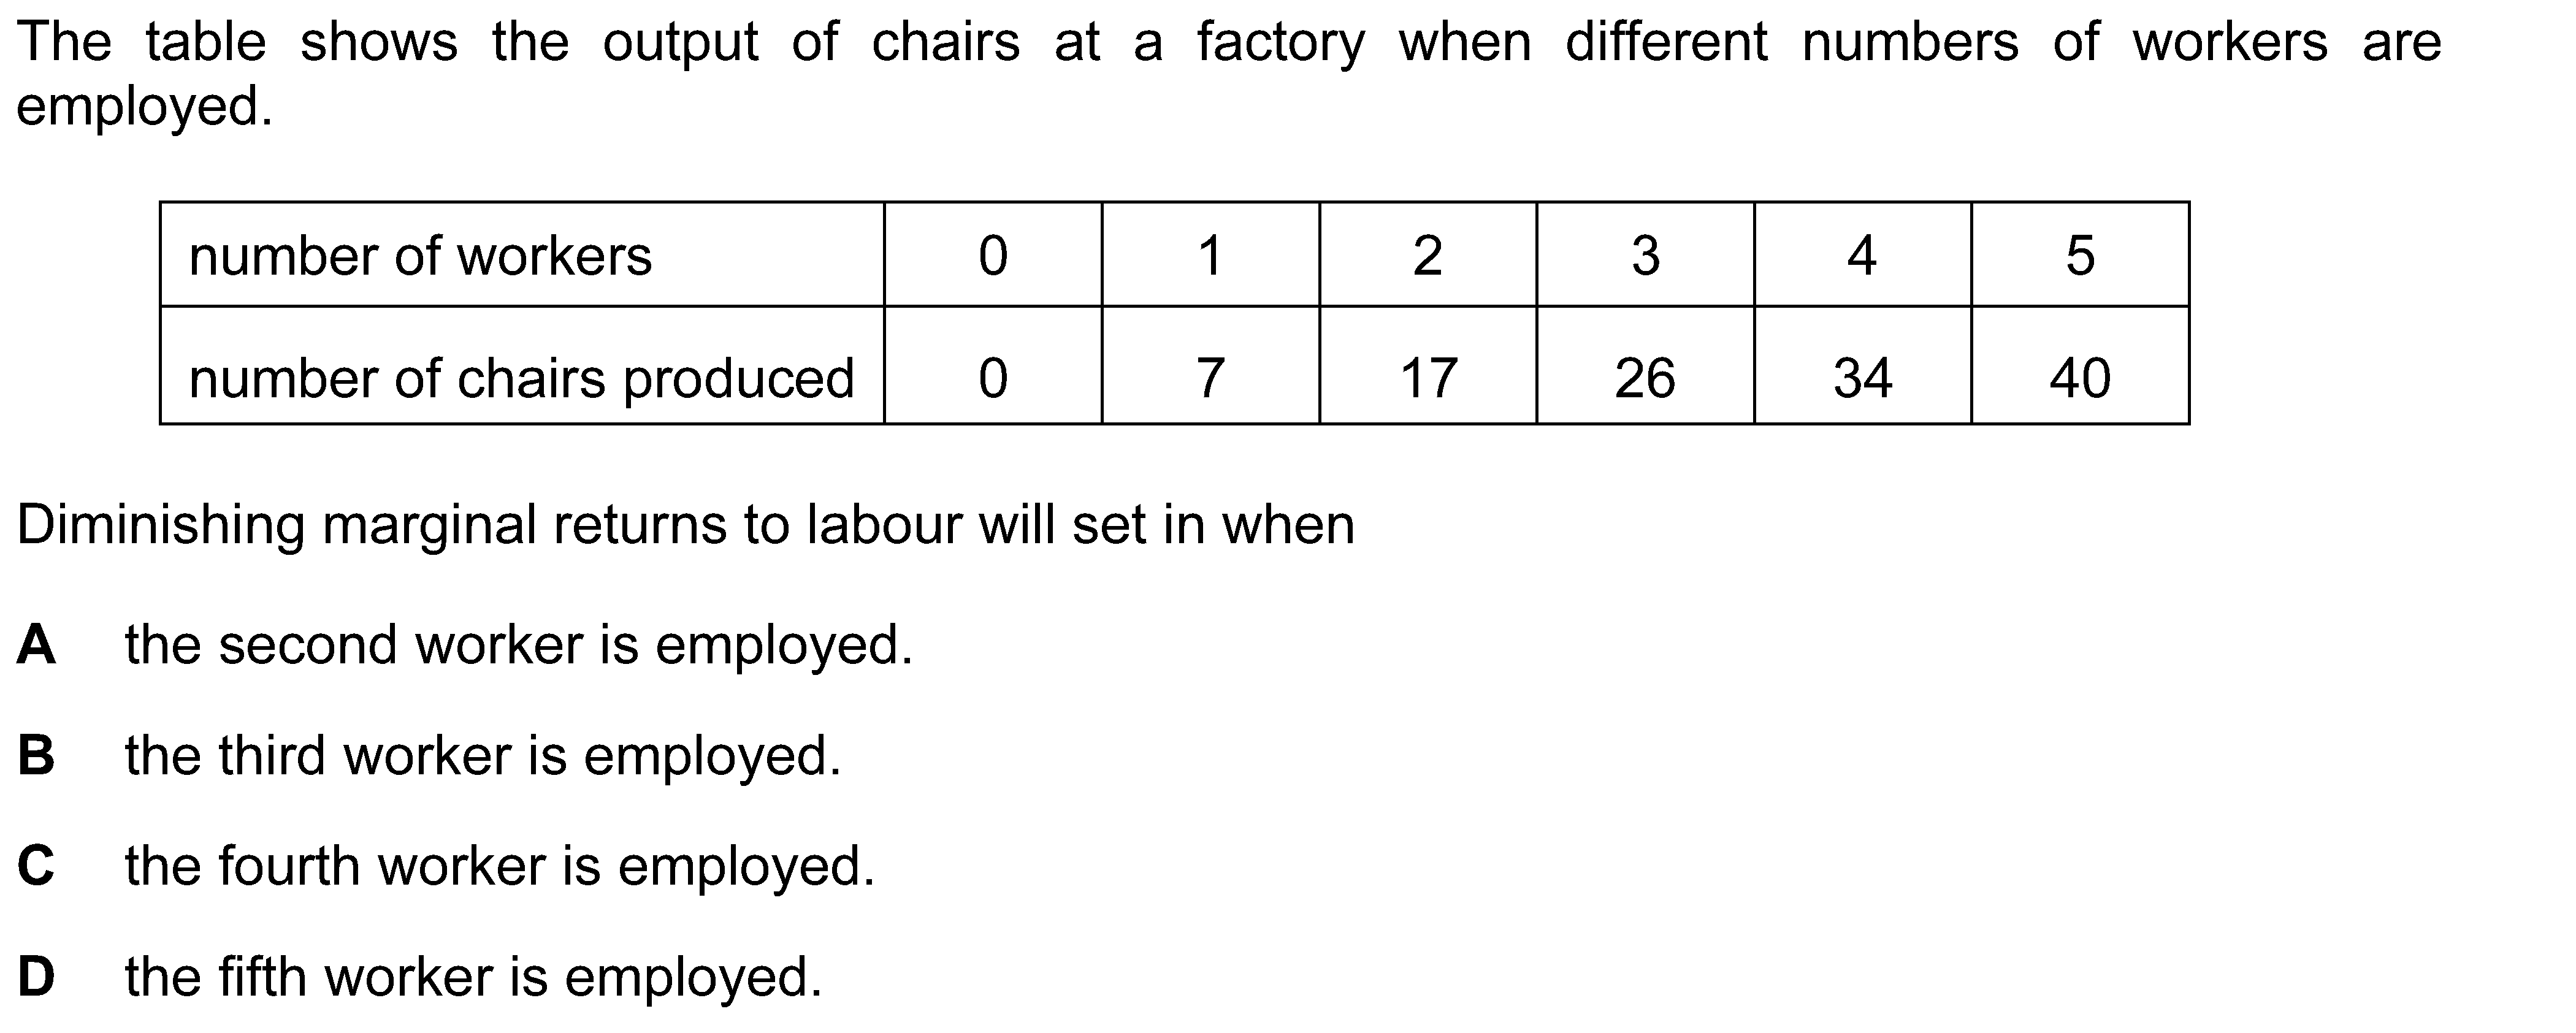 The table shows the output of chairs at a factory when different numbers of workers are
employed.
number of workers 0 1 2 3 4 5
number of chairs produced 0 7 17 26 34 40
Diminishing marginal returns to labour will set in when
A the second worker is employed.
B the third worker is employed.
C the fourth worker is employed.
D the fifth worker is employed.